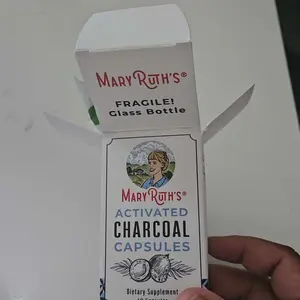 MARYRUTH'S®
FRAGILE!
Glass Bottle
MARYRUTH'S®
ACTIVATED
CHARCOAL
CAPSULES
Dietary Supplement